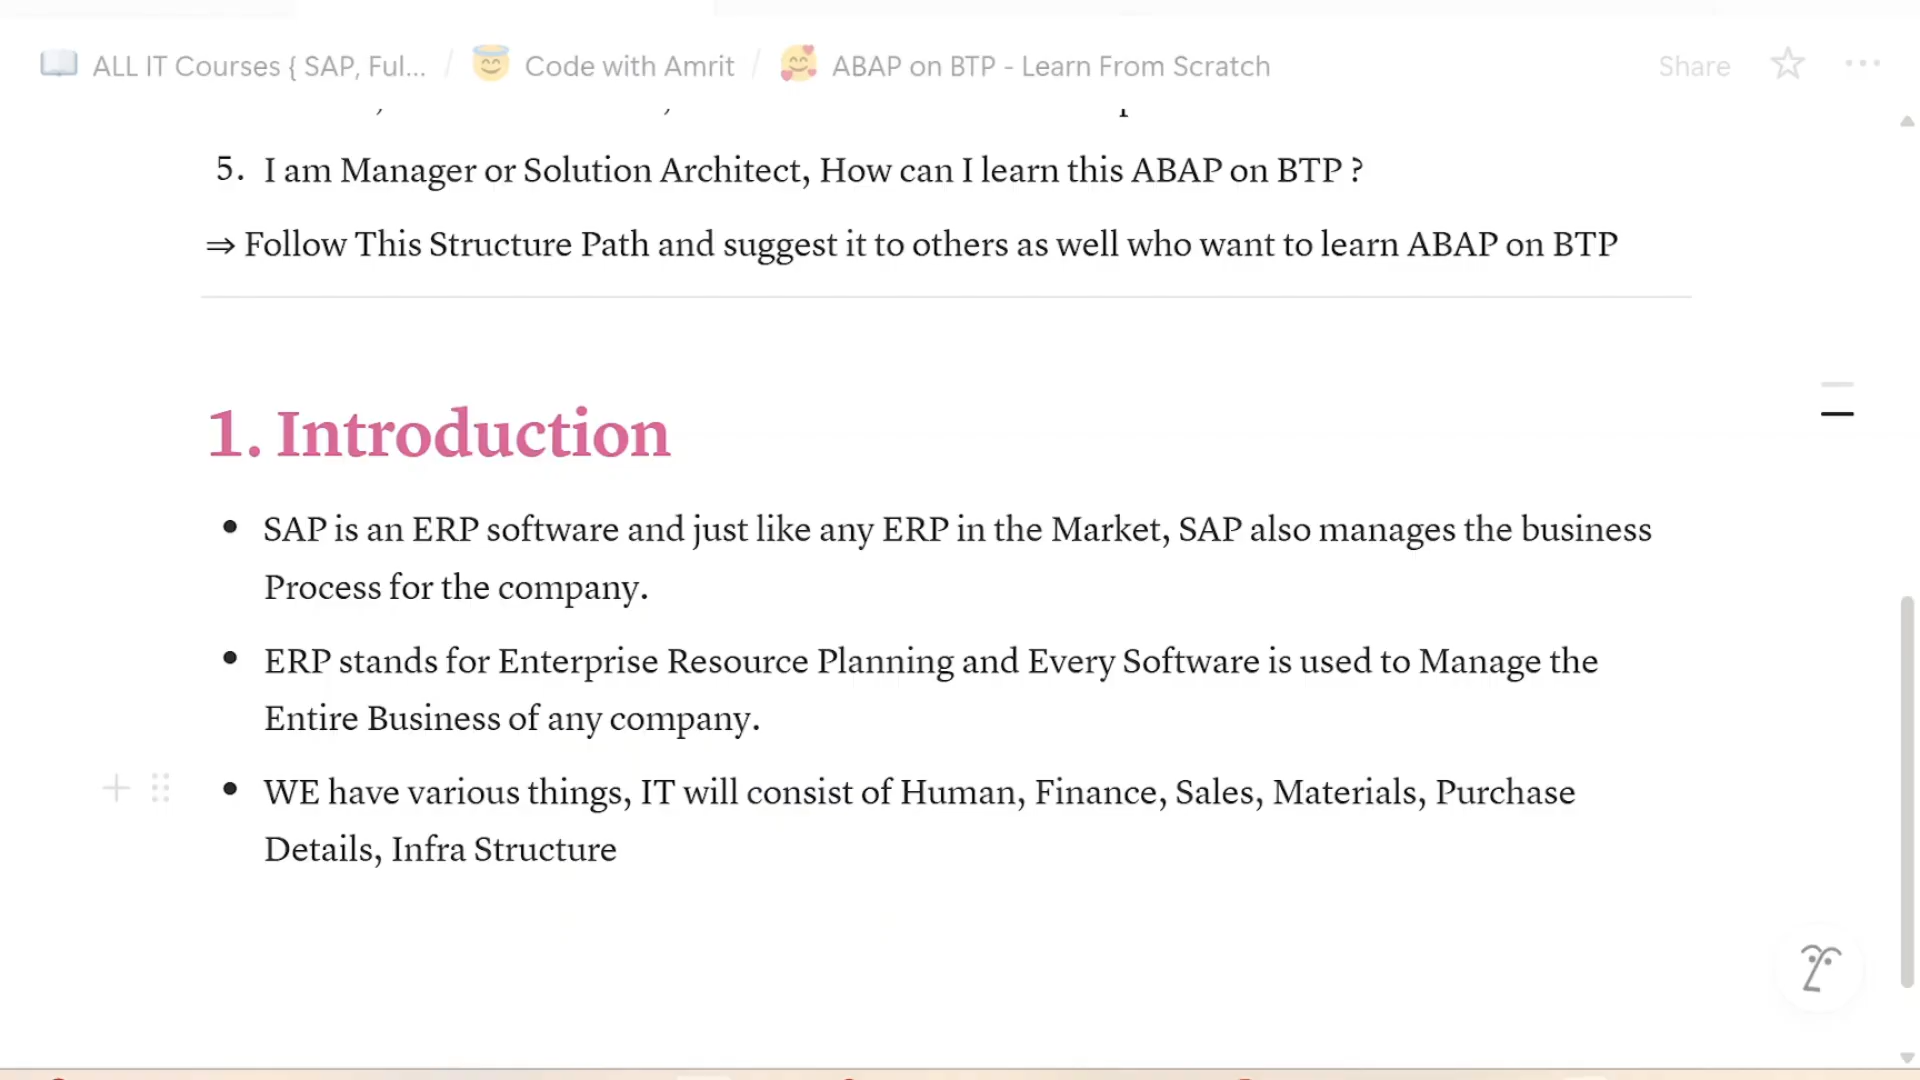 ALL IT Courses { SAP, Ful... / Code with Amrit / ABAP on BTP - Learn From Scratch Share
5. I am Manager or Solution Architect, How can I learn this ABAP on BTP ?
⇒ Follow This Structure Path and suggest it to others as well who want to learn ABAP on BTP
1. Introduction
• SAP is an ERP software and just like any ERP in the Market, SAP also manages the business
Process for the company.
• ERP stands for Enterprise Resource Planning and Every Software is used to Manage the
Entire Business of any company.
• WE have various things, IT will consist of Human, Finance, Sales, Materials, Purchase
Details, Infra Structure